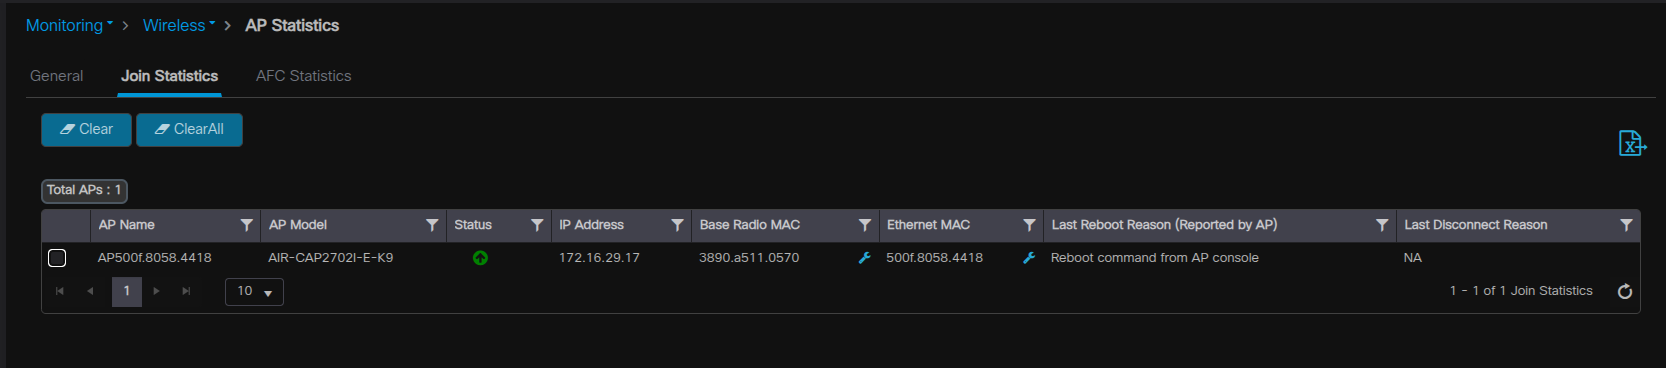 Monitoring > Wireless > AP Statistics
General Join Statistics AFC Statistics
Clear ClearAll
Total APs : 1
AP Name AP Model Status IP Address Base Radio MAC Ethernet MAC Last Reboot Reason (Reported by AP) Last Disconnect Reason
AP500f.8058.4418 AIR-CAP2702I-E-K9 172.16.29.17 3890.a511.0570 500f.8058.4418 Reboot command from AP console NA
1 10 1 - 1 of 1 Join Statistics